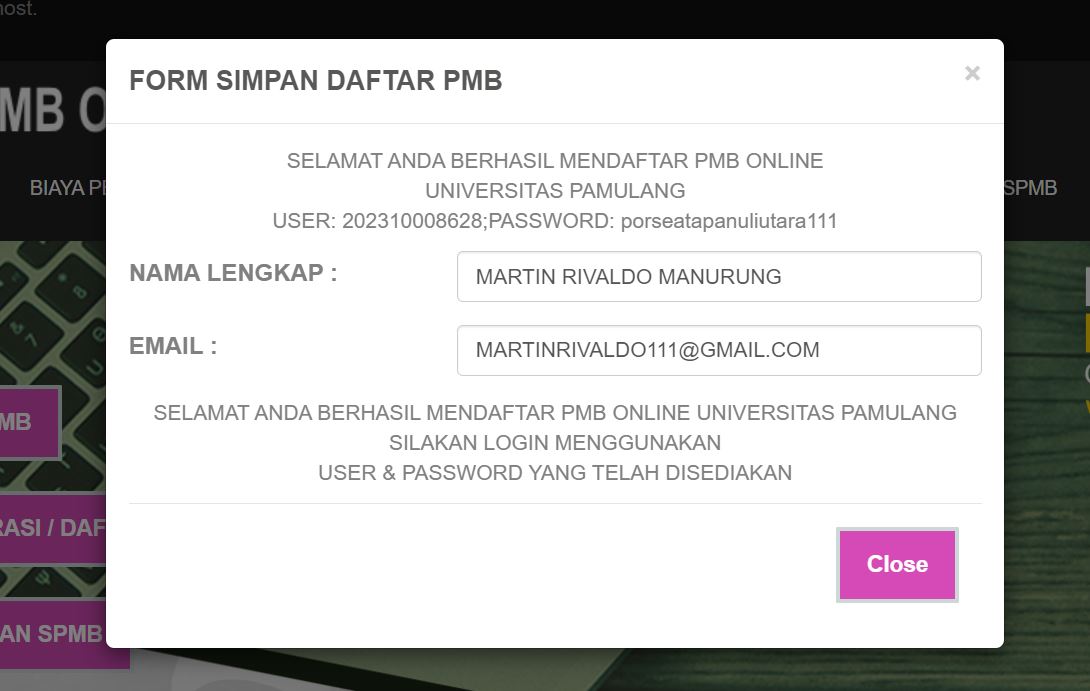 ost.
FORM SIMPAN DAFTAR PMB
×
MB O
BIAYA PE
SPMB
SELAMAT ANDA BERHASIL MENDAFTAR PMB ONLINE
UNIVERSITAS PAMULANG
USER: 202310008628;PASSWORD: porseatapanuliutara111
NAMA LENGKAP :
MARTIN RIVALDO MANURUNG
EMAIL :
MARTINRIVALDO111@GMAIL.COM
SELAMAT ANDA BERHASIL MENDAFTAR PMB ONLINE UNIVERSITAS PAMULANG
SILAKAN LOGIN MENGGUNAKAN
USER & PASSWORD YANG TELAH DISEDIAKAN
MB
RASI / DAF
Close
AN SPMB